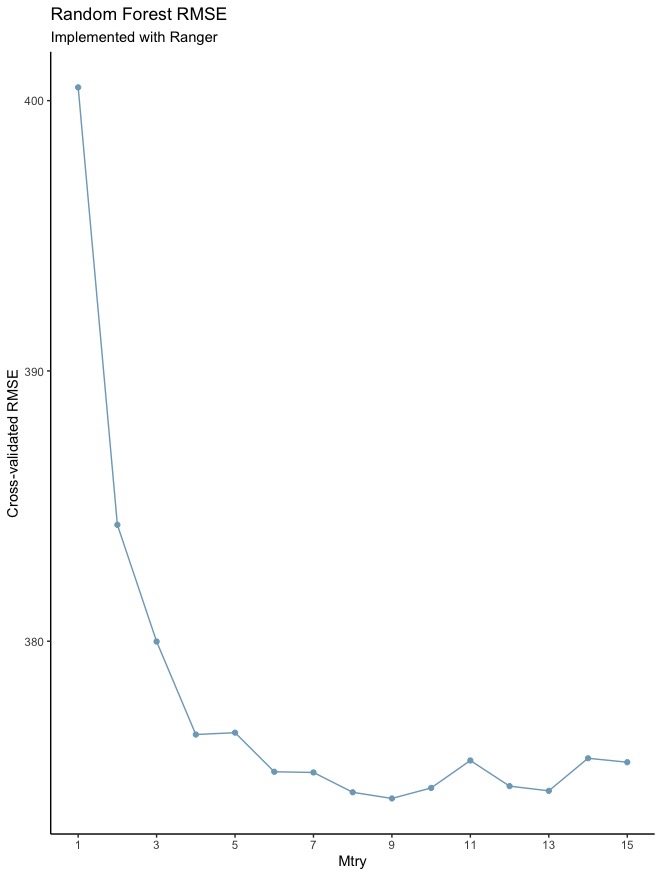 Random Forest RMSE
Implemented with Ranger
400
390
380
Cross-validated RMSE
1 3 5 7 9 11 13 15
Mtry